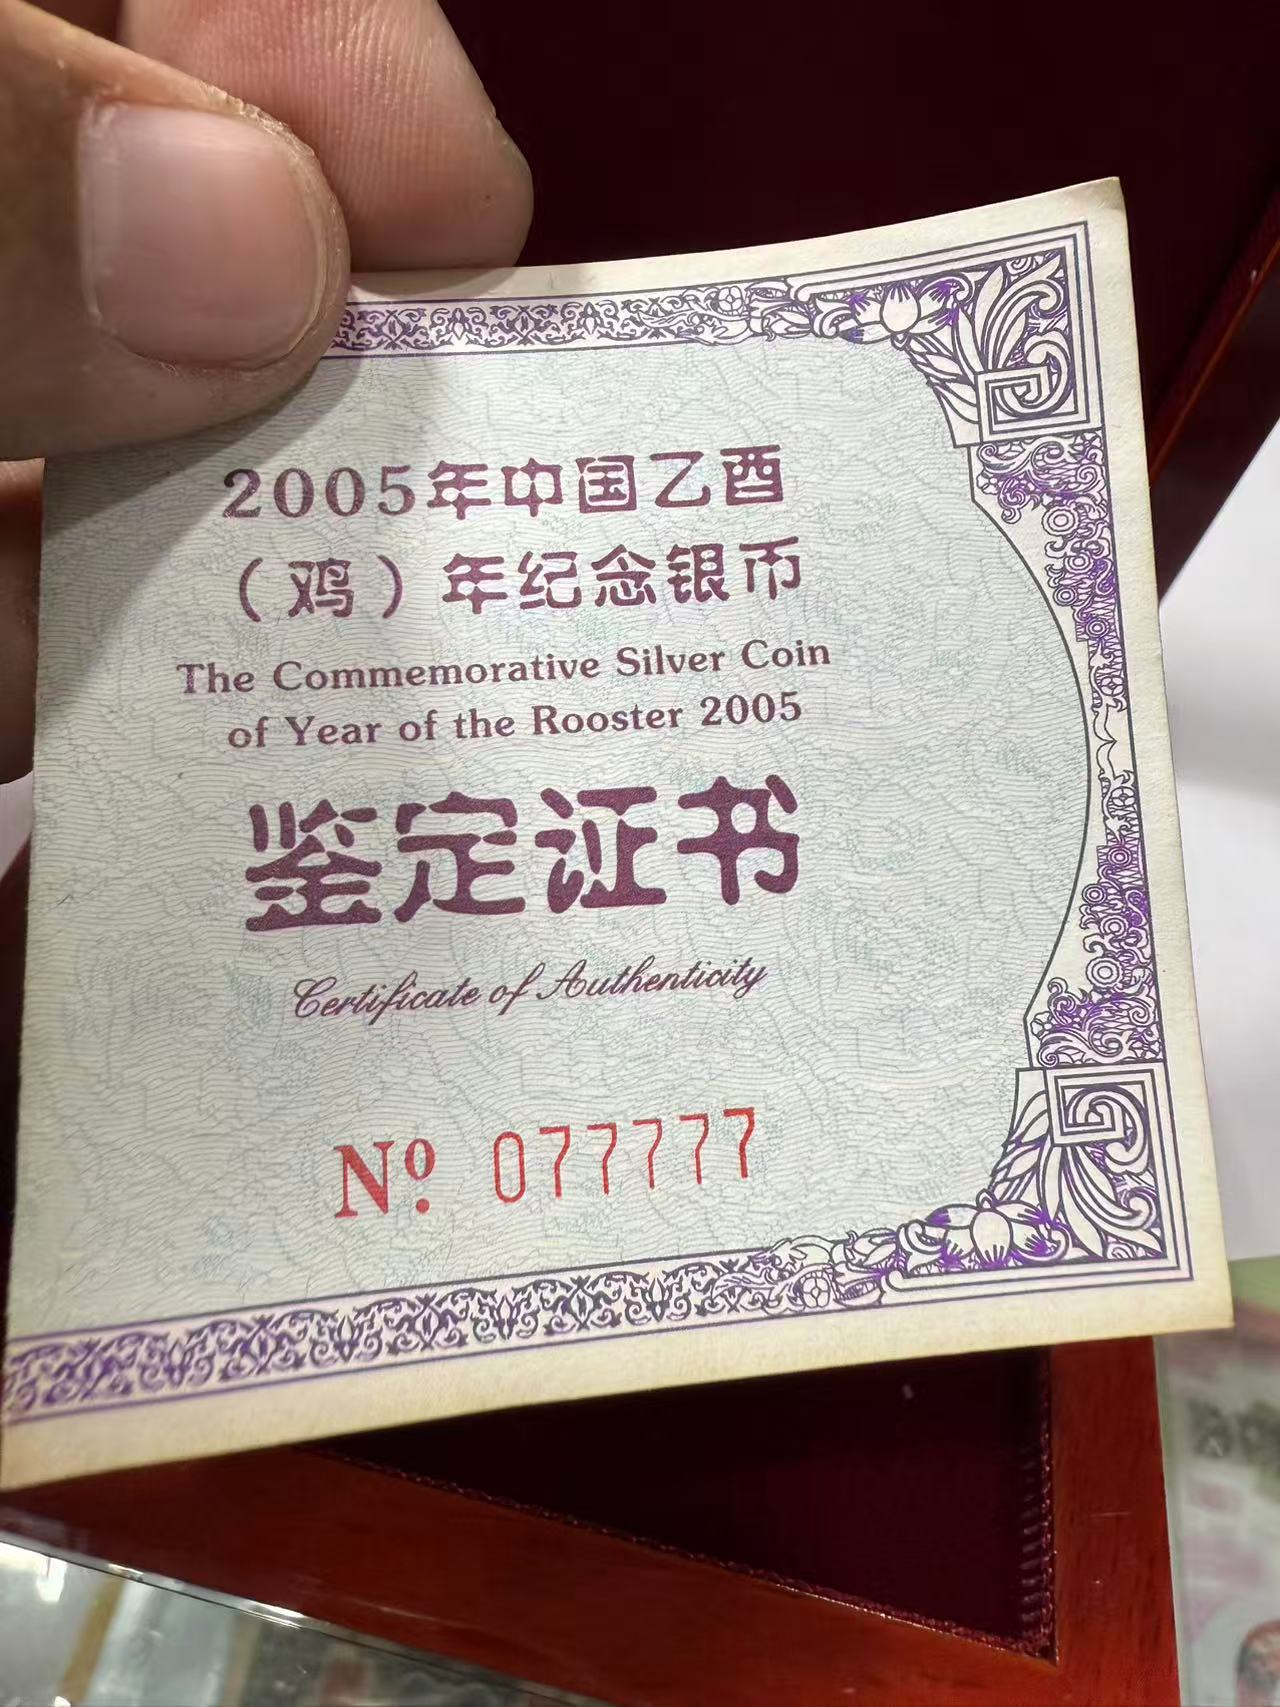 2005年中国乙酉
（鸡）年纪念银币
The Commemorative Silver Coin
of Year of the Rooster 2005
鉴定证书
Certificate of Authenticity
Nº. 077777